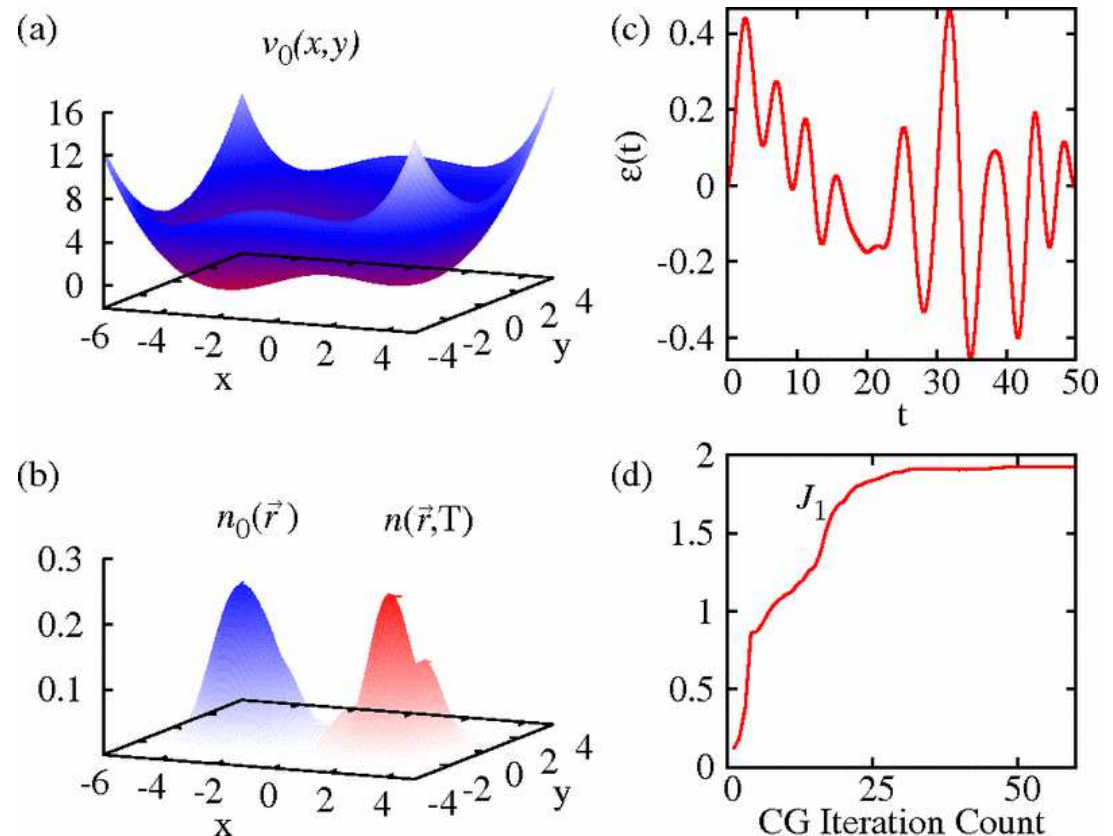 (a)
v₀(x,y)
16
12
8
4
0
-6
-4
-2
0
2
4
x
-4
-2
0
2
4
y
(b)
n₀(r⃗)
n(r⃗,T)
0.3
0.2
0.1
-6
-4
-2
0
2
4
x
-4
-2
0
2
4
y
(c)
0.4
0.2
0
-0.2
-0.4
ε(t)
0 10 20 30 40 50
t
(d)
2
1.5
1
0.5
0
J₁
0 25 50
CG Iteration Count